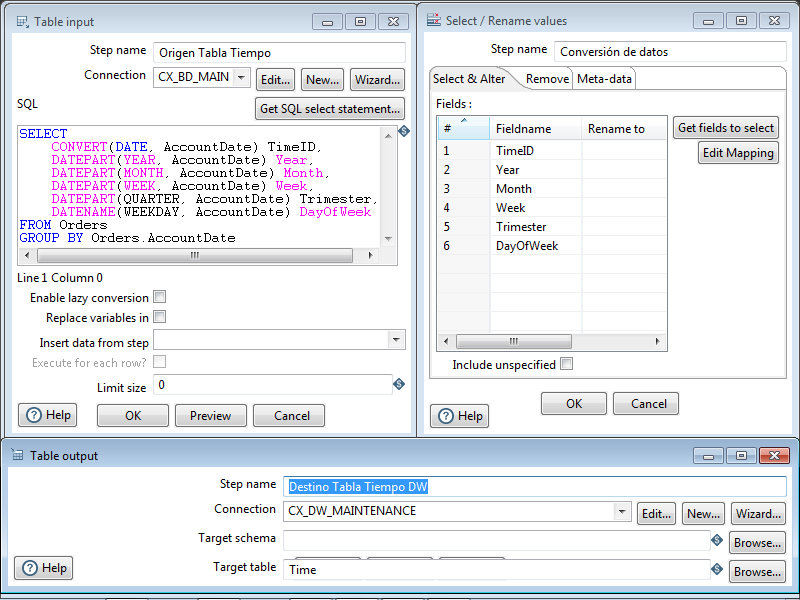 Table input
Step name Origen Tabla Tiempo
Connection CX_BD_MAIN Edit... New... Wizard...
SQL Get SQL select statement...
SELECT
CONVERT(DATE, AccountDate) TimeID,
DATEPART(YEAR, AccountDate) Year,
DATEPART(MONTH, AccountDate) Month,
DATEPART(WEEK, AccountDate) Week,
DATEPART(QUARTER, AccountDate) Trimester,
DATENAME(WEEKDAY, AccountDate) DayOfWeek
FROM Orders
GROUP BY Orders.AccountDate
Line 1 Column 0
Enable lazy conversion
Replace variables in
Insert data from step
Execute for each row?
Limit size 0
Help OK Preview Cancel
Select / Rename values
Step name Conversión de datos
Select & Alter Remove Meta-data
Fields :
# Fieldname Rename to
Get fields to select
Edit Mapping
1 TimeID
2 Year
3 Month
4 Week
5 Trimester
6 DayOfWeek
Include unspecified
OK Cancel
Help
Table output
Step name Destino Tabla Tiempo DW
Connection CX_DW_MAINTENANCE Edit... New... Wizard...
Target schema Browse...
Target table Time Browse...
Help